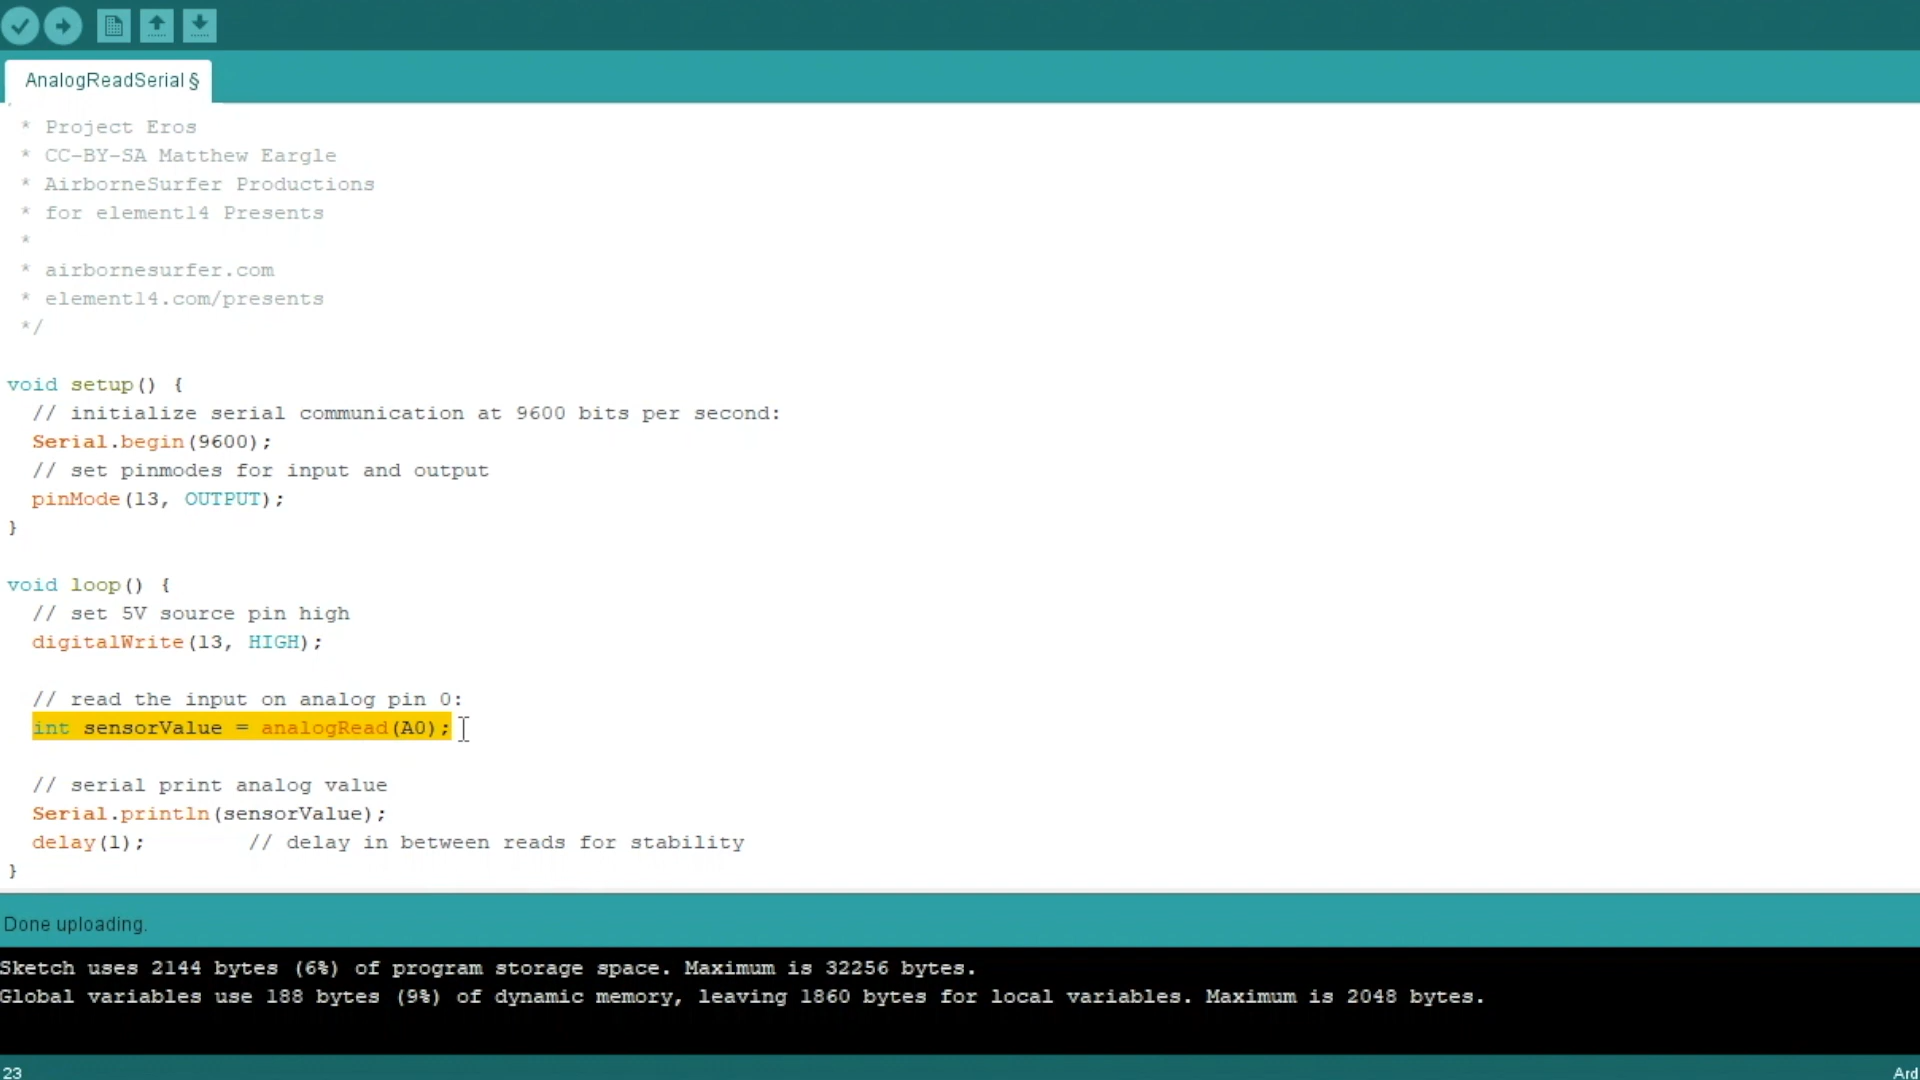 AnalogReadSerial §
* Project Eros
* CC-BY-SA Matthew Eargle
* AirborneSurfer Productions
* for element14 Presents
*
* airbornesurfer.com
* element14.com/presents
*/
void setup() {
// initialize serial communication at 9600 bits per second:
Serial.begin(9600);
// set pinmodes for input and output
pinMode(13, OUTPUT);
}
void loop() {
// set 5V source pin high
digitalWrite(13, HIGH);
// read the input on analog pin 0:
int sensorValue = analogRead(A0);
// serial print analog value
Serial.println(sensorValue);
delay(1);        // delay in between reads for stability
}
Done uploading.
Sketch uses 2144 bytes (6%) of program storage space. Maximum is 32256 bytes.
Global variables use 188 bytes (9%) of dynamic memory, leaving 1860 bytes for local variables. Maximum is 2048 bytes.
23
Ard